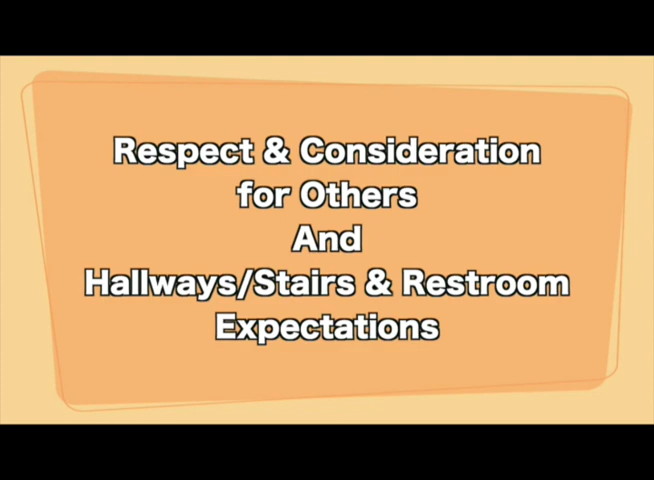 Respect & Consideration
for Others
And
Hallways/Stairs & Restroom
Expectations